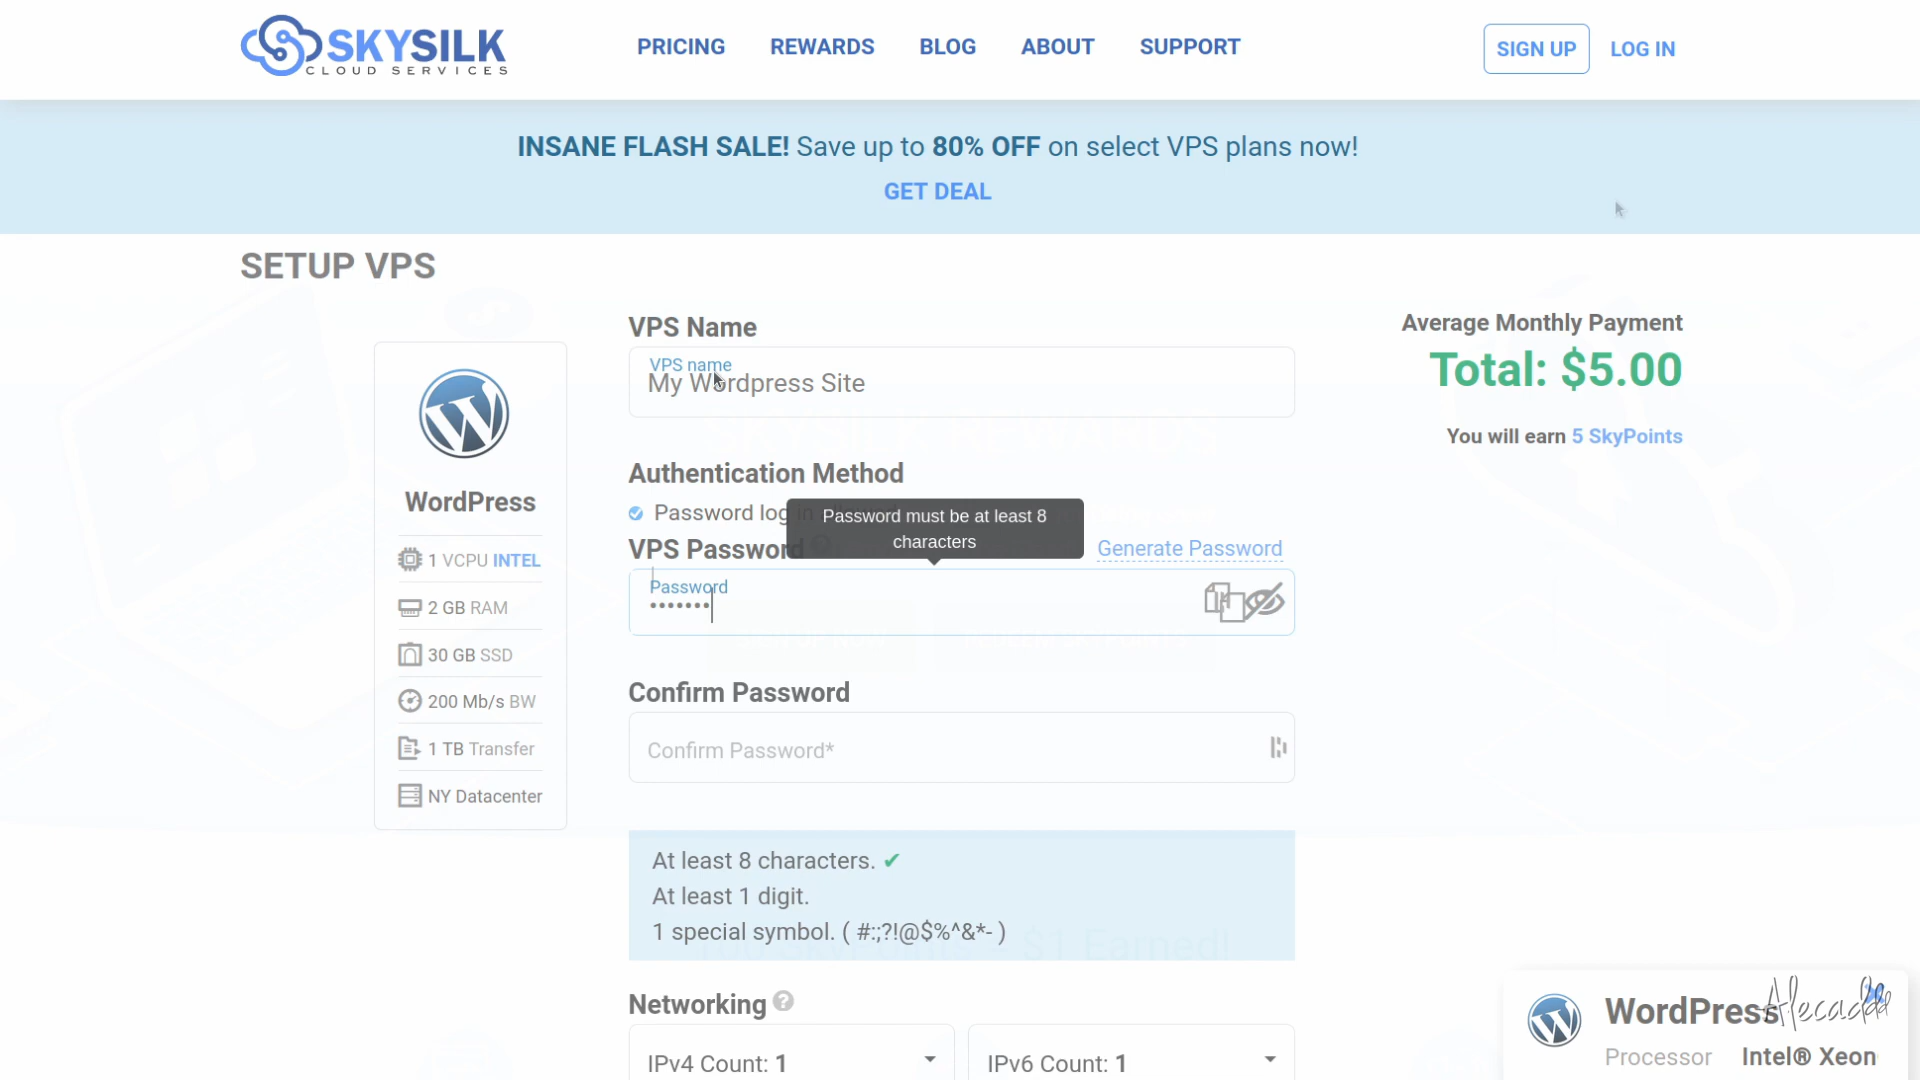 SKYSILK
CLOUD SERVICES
PRICING
REWARDS
BLOG
ABOUT
SUPPORT
SIGN UP
LOG IN
INSANE FLASH SALE! Save up to 80% OFF on select VPS plans now!
GET DEAL
SETUP VPS
WordPress
1 VCPU INTEL
2 GB RAM
30 GB SSD
200 Mb/s BW
1 TB Transfer
NY Datacenter
VPS Name
VPS name
My Wordpress Site
Authentication Method
Password log in
Password must be at least 8
characters
VPS Password
Generate Password
Password
•••••••
Confirm Password
Confirm Password*
At least 8 characters. ✔
At least 1 digit.
1 special symbol. ( #:;?!@$%^&*- )
$1 Earned!
Networking
IPv4 Count: 1
IPv6 Count: 1
Average Monthly Payment
Total: $5.00
You will earn 5 SkyPoints
WordPress
Alecaddd
Processor Intel® Xeon